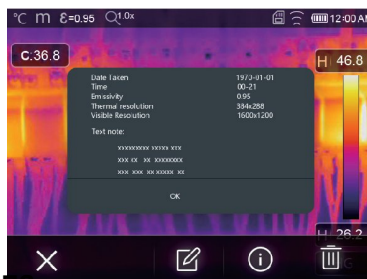 °C m ε=0.95 1.0x 12:00 AM
C:36.8
H 46.8
Date Taken 1970-01-01
Time 00-21
Emissivity 0.95
Thermal resolution 384x288
Visible Resolution 1600x1200
Text note:
xxxxxxxxx xxxxx xxx
xxx xx xx xxxxxxxx
xxx xxx xx xxxxx xx
OK
H 26.2